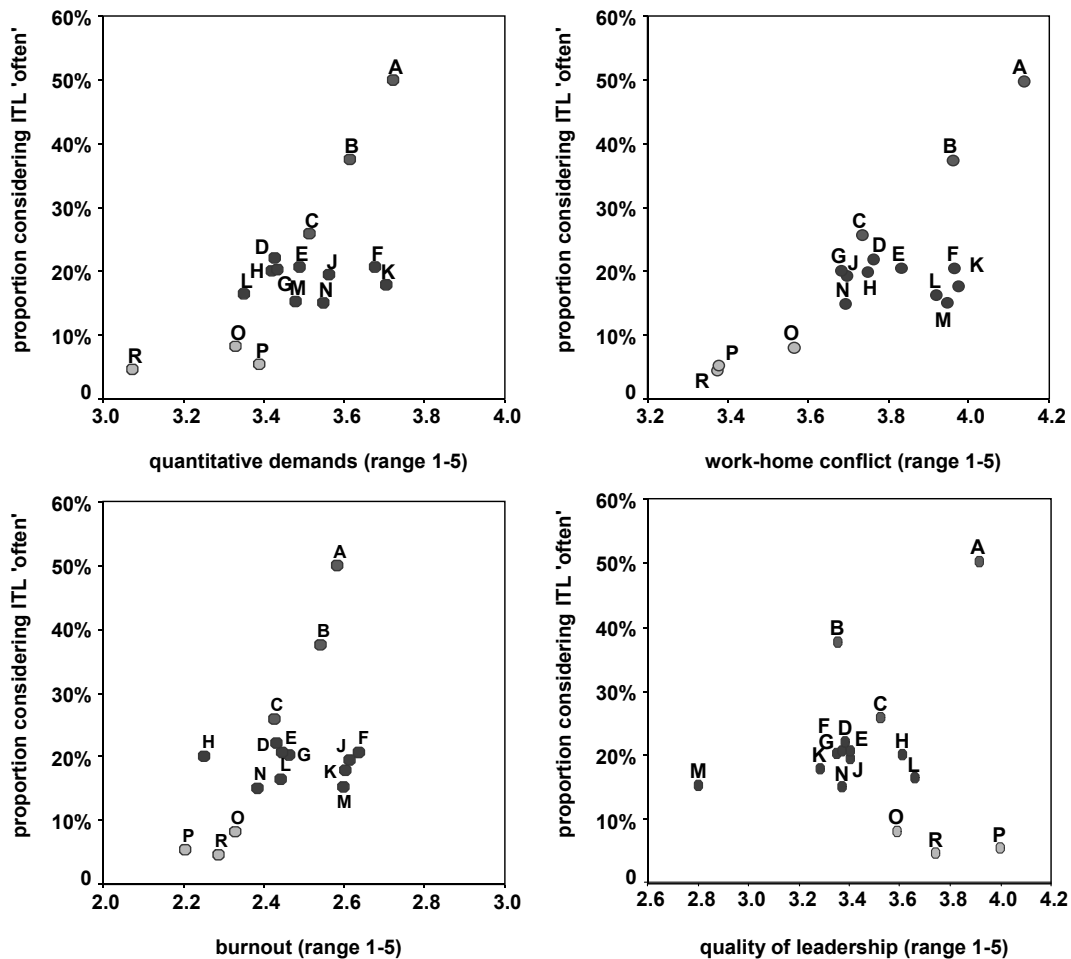 proportion considering ITL 'often'
60%
50%
40%
30%
20%
10%
0
A
B
C
D
E
F
H
J
K
L
G
M
N
O
P
R
3.0
3.2
3.4
3.6
3.8
4.0
quantitative demands (range 1-5)
proportion considering ITL 'often'
60%
50%
40%
30%
20%
10%
0
A
B
C
D
E
F
G
J
K
H
L
N
M
O
P
R
3.2
3.4
3.6
3.8
4.0
4.2
work-home conflict (range 1-5)
proportion considering ITL 'often'
60%
50%
40%
30%
20%
10%
0
A
B
C
H
D
E
G
J
F
L
K
N
M
O
P
R
2.0
2.2
2.4
2.6
2.8
3.0
burnout (range 1-5)
proportion considering ITL 'often'
60%
50%
40%
30%
20%
10%
0
A
B
C
F
D
G
E
H
K
J
L
M
N
O
R
P
2.6
2.8
3.0
3.2
3.4
3.6
3.8
4.0
4.2
quality of leadership (range 1-5)